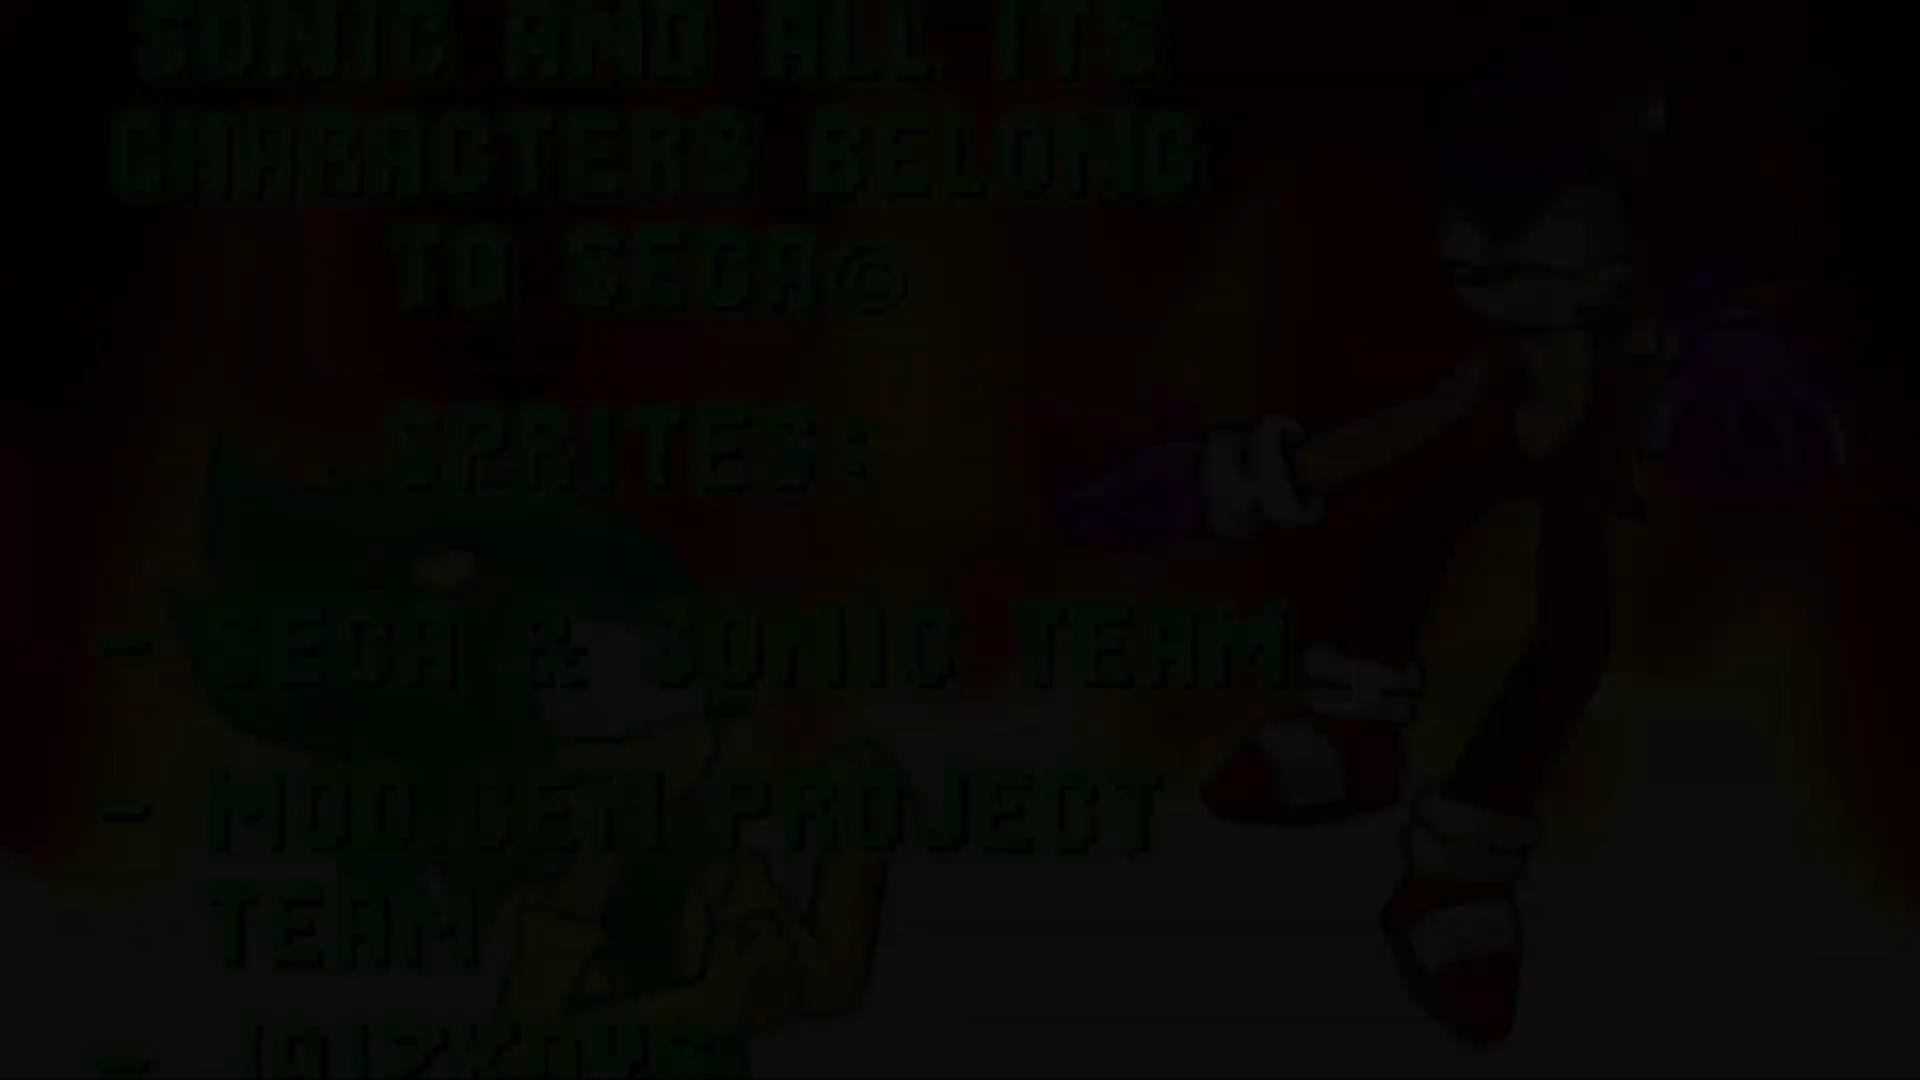 SONIC AND ALL ITS
CHARACTERS BELONG
TO SEGA©
SPRITES:
- SEGA & SONIC TEAM
- MOD.GEN PROJECT
TEAM